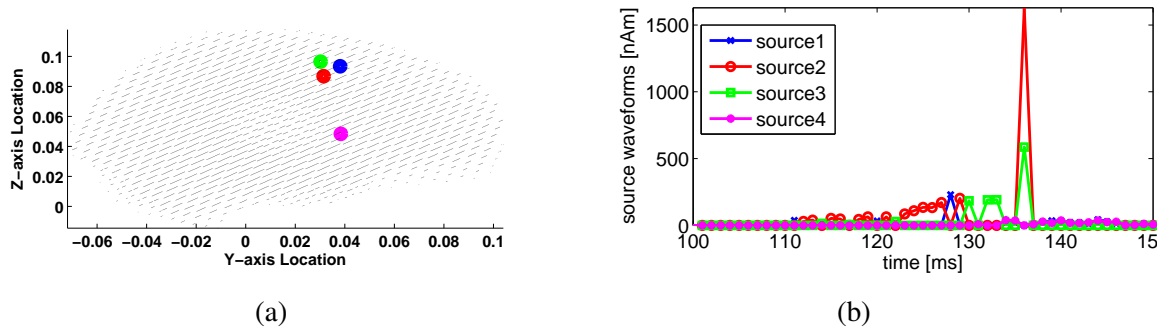 0.1
0.08
0.06
0.04
0.02
0
Z-axis Location
−0.06 −0.04 −0.02 0 0.02 0.04 0.06 0.08 0.1
Y-axis Location
(a)
1500
1000
500
0
source waveforms [nAm]
source1
source2
source3
source4
100 110 120 130 140 150
time [ms]
(b)